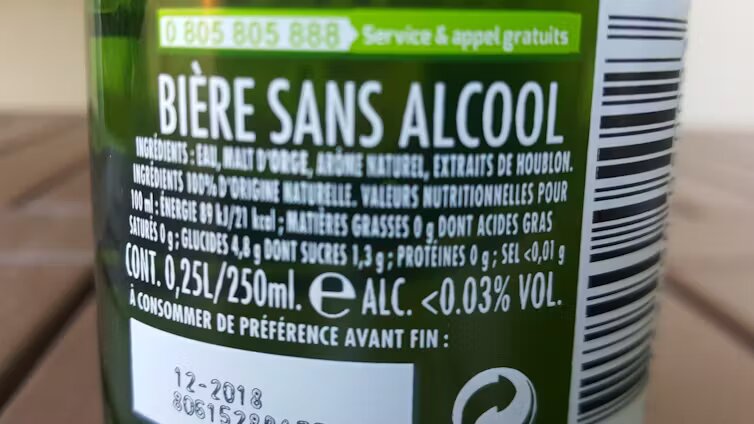 0 805 805 888 Service & appel gratuits
BIÈRE SANS ALCOOL
INGRÉDIENTS : EAU, MALT D'ORGE, ARÔME NATUREL, EXTRAITS DE HOUBLON.
INGRÉDIENTS 100% D'ORIGINE NATURELLE. VALEURS NUTRITIONNELLES POUR
100 ml : ÉNERGIE 89 kJ/21 kcal ; MATIÈRES GRASSES 0 g DONT ACIDES GRAS
SATURÉS 0 g ; GLUCIDES 4,8 g DONT SUCRES 1,3 g ; PROTÉINES 0 g ; SEL <0,01 g
CONT. 0,25L/250ml. e ALC. <0.03% VOL.
À CONSOMMER DE PRÉFÉRENCE AVANT FIN :
12-2018